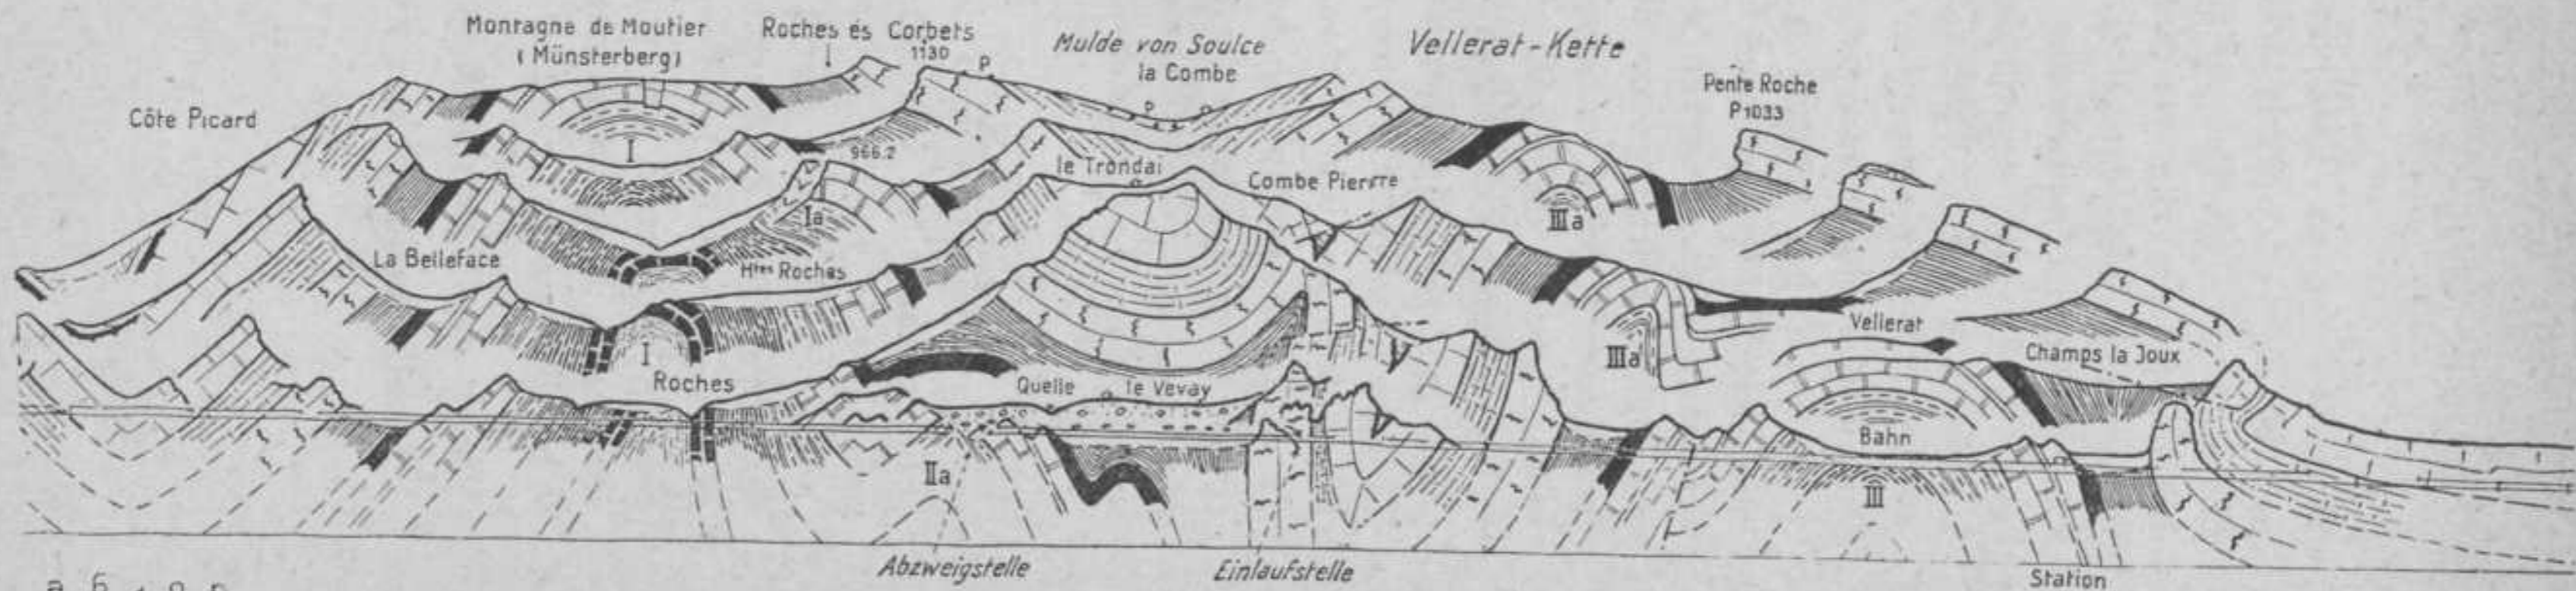 Montagne de Moutier
(Münsterberg)
Roches és Corbets
1130
P
Mulde von Soulce
la Combe
P
Vellerat-Kette
Pente Roche
P1033
Côte Picard
I
966.2
le Trondai
Combe Pierrre
Ia
IIIa
La Belleface
Htes Roches
I
Roches
Quelle
le Vevay
IIIa
Vellerat
Champs la Joux
Bahn
IIa
III
Abzweigstelle
Einlaufstelle
Station